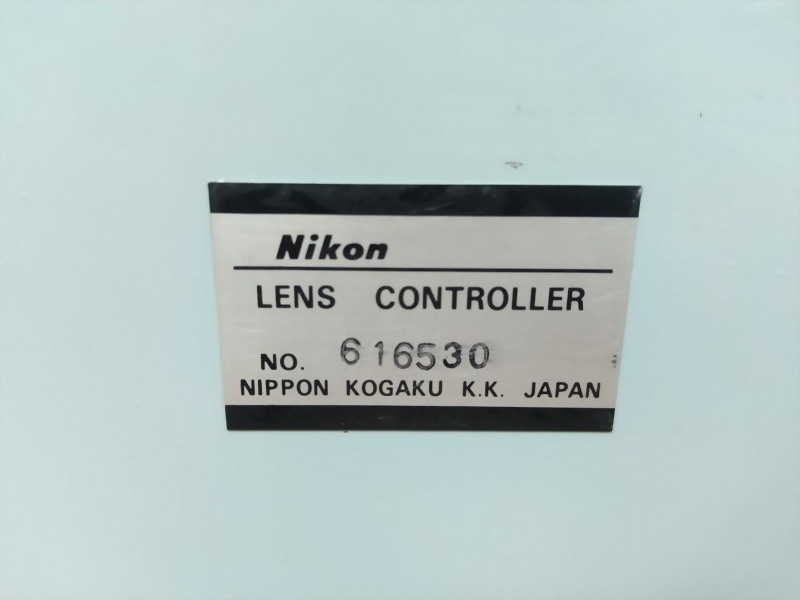 Nikon
LENS CONTROLLER
NO. 616530
NIPPON KOGAKU K.K. JAPAN